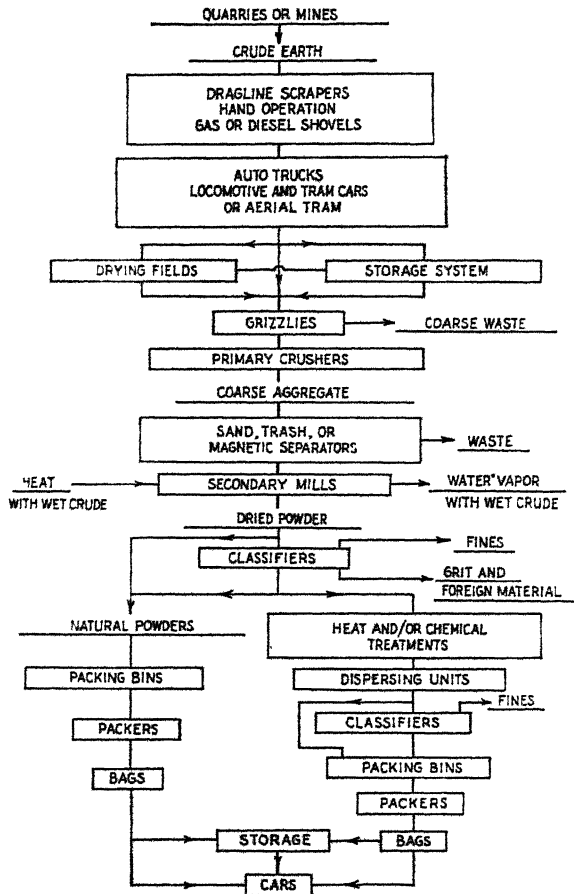 QUARRIES OR MINES
CRUDE EARTH
DRAGLINE SCRAPERS
HAND OPERATION
GAS OR DIESEL SHOVELS
AUTO TRUCKS
LOCOMOTIVE AND TRAM CARS
OR AERIAL TRAM
DRYING FIELDS
STORAGE SYSTEM
GRIZZLIES
COARSE WASTE
PRIMARY CRUSHERS
COARSE AGGREGATE
SAND, TRASH, OR
MAGNETIC SEPARATORS
WASTE
HEAT
WITH WET CRUDE
SECONDARY MILLS
WATER VAPOR
WITH WET CRUDE
DRIED POWDER
CLASSIFIERS
FINES
GRIT AND
FOREIGN MATERIAL
NATURAL POWDERS
HEAT AND/OR CHEMICAL
TREATMENTS
PACKING BINS
DISPERSING UNITS
FINES
PACKERS
CLASSIFIERS
BAGS
PACKING BINS
PACKERS
STORAGE
BAGS
CARS